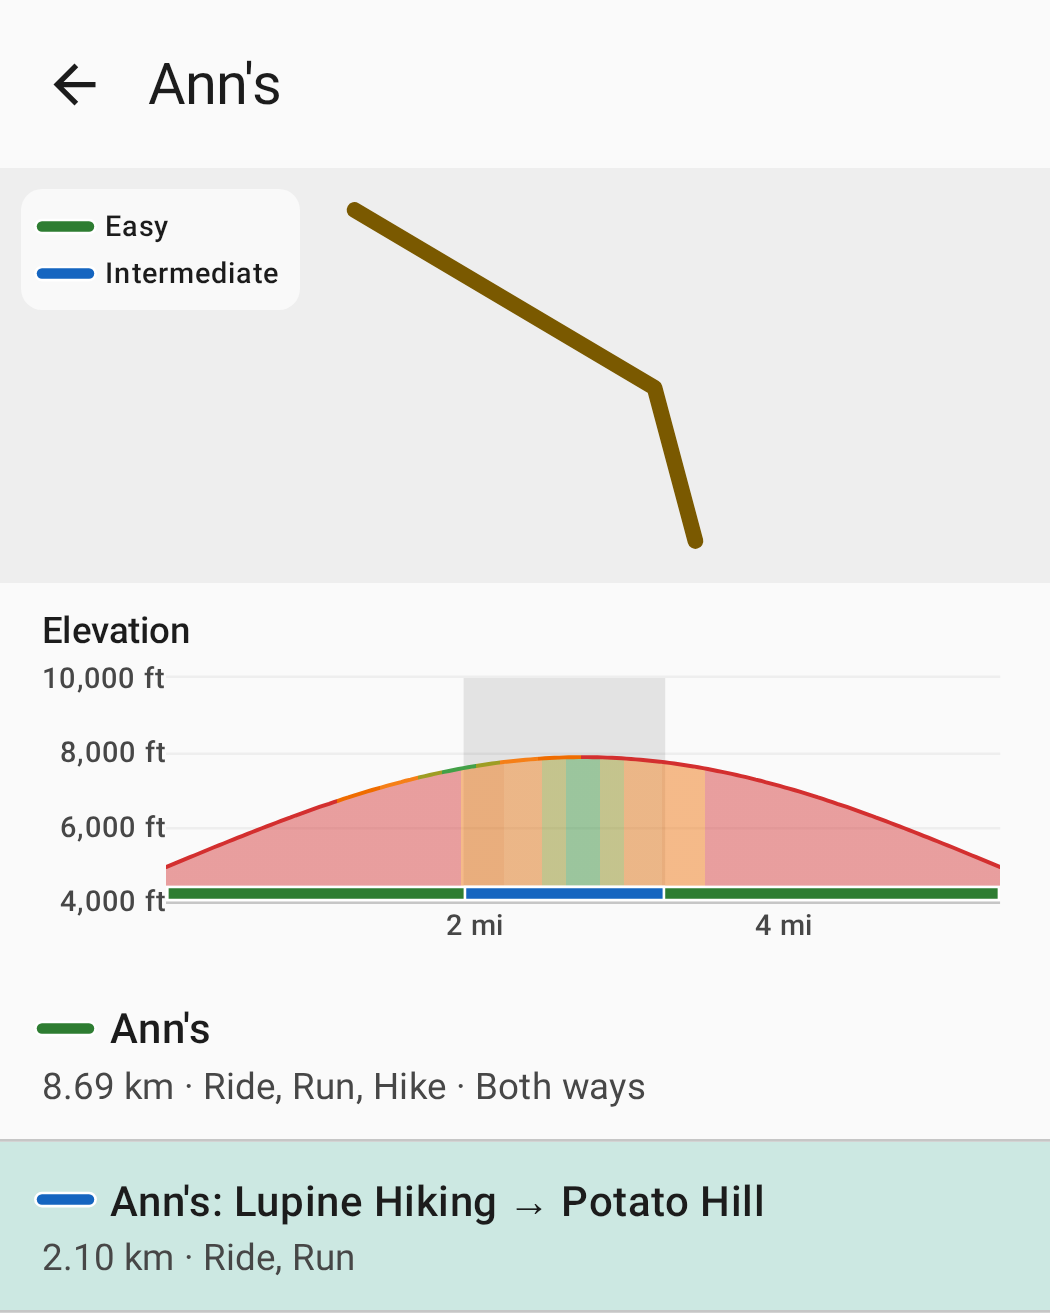 Ann's
Easy
Intermediate
Elevation
10,000 ft
8,000 ft
6,000 ft
4,000 ft
2 mi
4 mi
Ann's
8.69 km · Ride, Run, Hike · Both ways
Ann's: Lupine Hiking → Potato Hill
2.10 km · Ride, Run